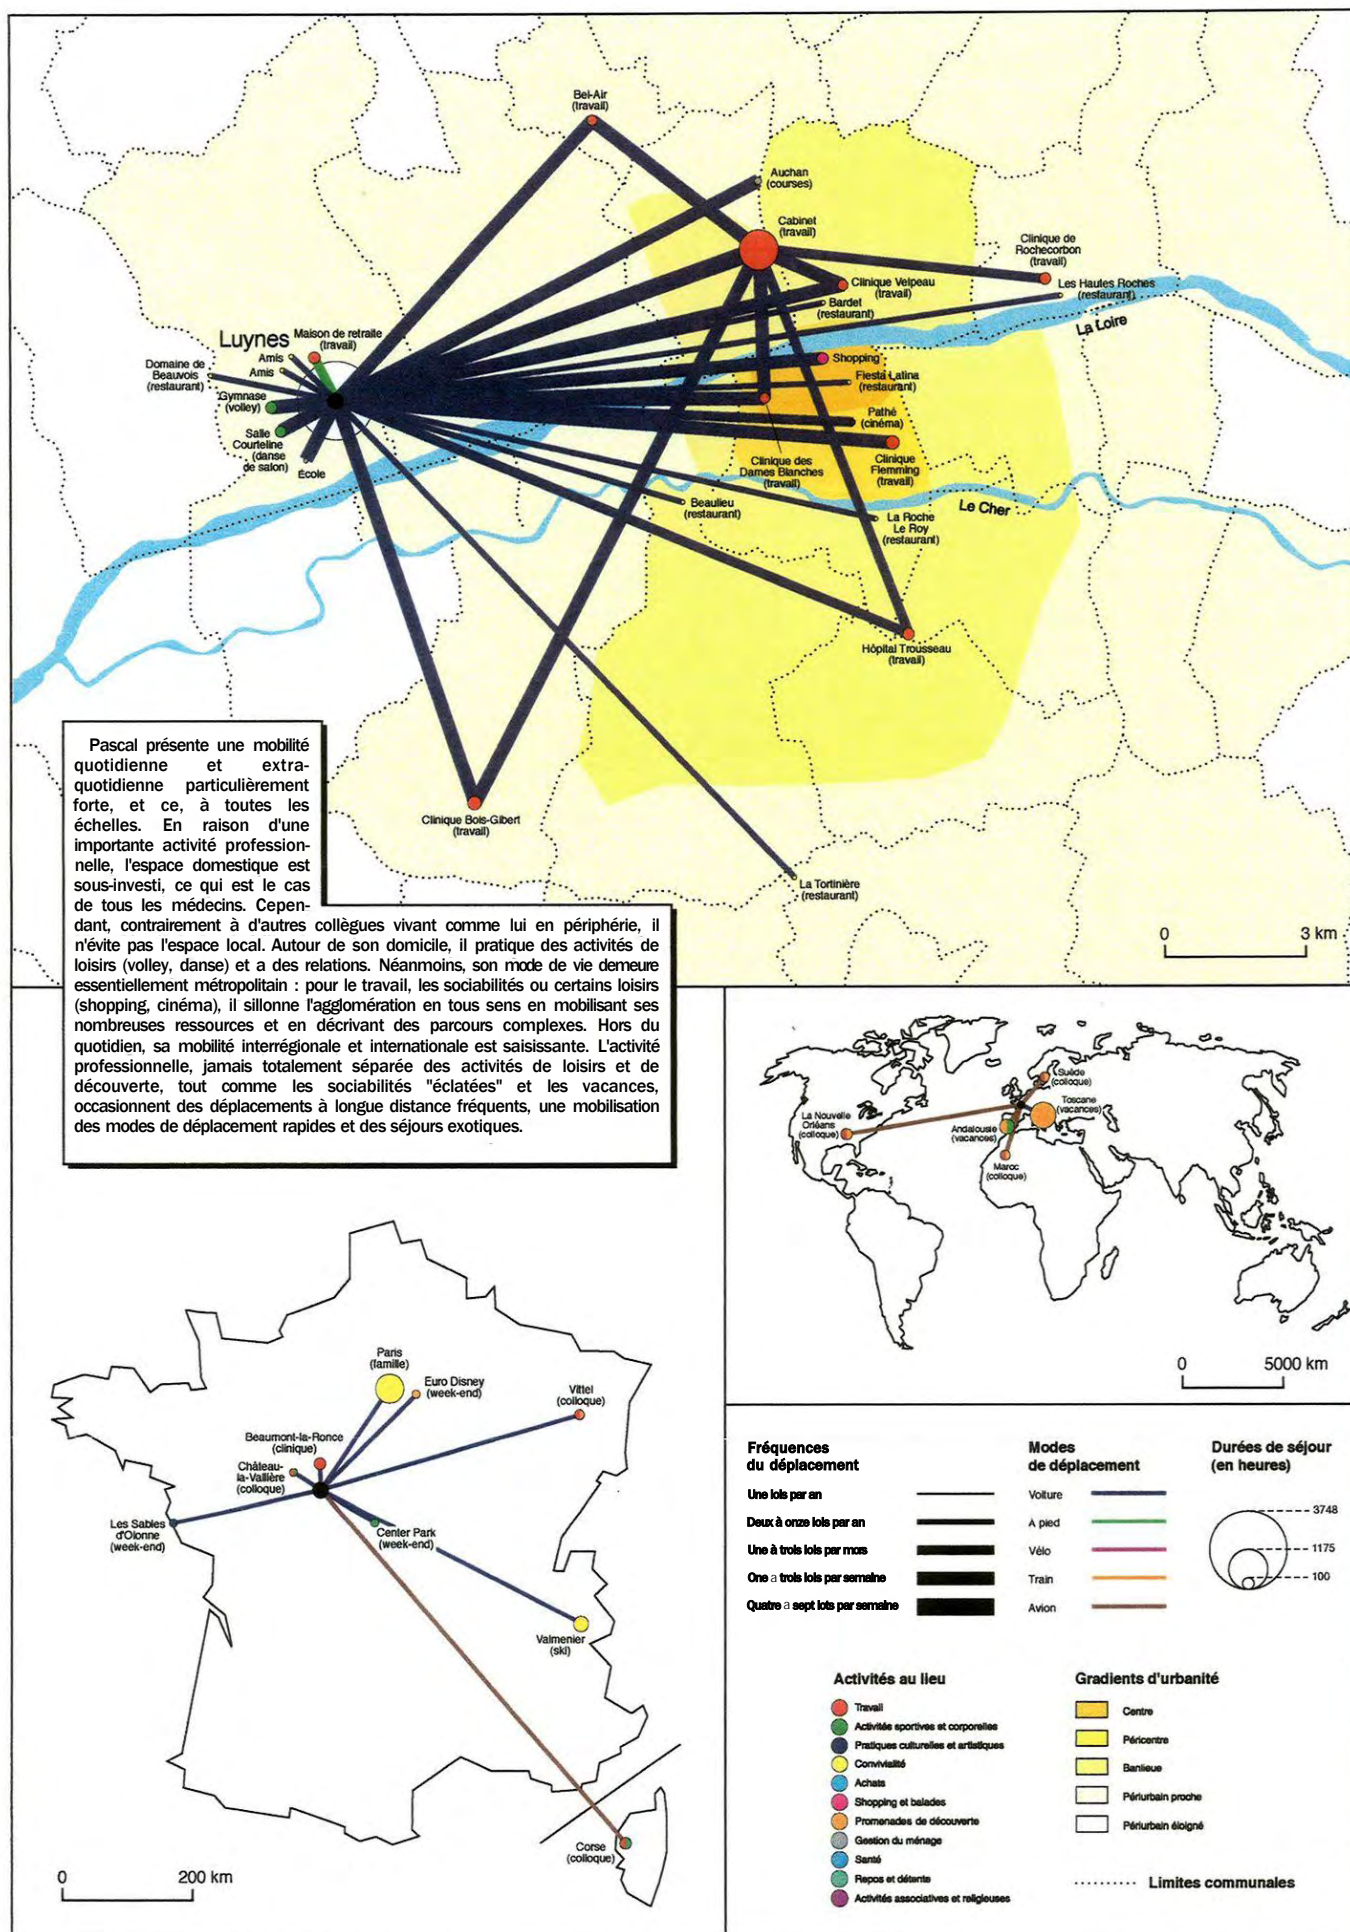 Bel-Air
(travail)
Auchan
(courses)
Cabinet
(travail)
Clinique de
Rochecorbon
(travail)
Clinique Velpeau
(travail)
Les Hautes Roches
(restaurant)
Bardet
(restaurant)
La Loire
Luynes
Maison de retraite
(travail)
Amis
Amis
Domaine de
Beauvois
(restaurant)
Gymnase
(volley)
Salle
Courteline
(danse
de salon)
École
Shopping
Fiesta Latina
(restaurant)
Pathé
(cinéma)
Clinique
Flemming
(travail)
Clinique des
Dames Blanches
(travail)
Beaulieu
(restaurant)
La Roche
Le Roy
(restaurant)
Le Cher
Hôpital Trousseau
(travail)
Clinique Bois-Gibert
(travail)
La Tortinière
(restaurant)
0 3 km
Pascal présente une mobilité
quotidienne et extra-
quotidienne particulièrement
forte, et ce, à toutes les
échelles. En raison d'une
importante activité profession-
nelle, l'espace domestique est
sous-investi, ce qui est le cas
de tous les médecins. Cepen-
dant, contrairement à d'autres collègues vivant comme lui en périphérie, il
n'évite pas l'espace local. Autour de son domicile, il pratique des activités de
loisirs (volley, danse) et a des relations. Néanmoins, son mode de vie demeure
essentiellement métropolitain : pour le travail, les sociabilités ou certains loisirs
(shopping, cinéma), il sillonne l'agglomération en tous sens en mobilisant ses
nombreuses ressources et en décrivant des parcours complexes. Hors du
quotidien, sa mobilité interrégionale et internationale est saisissante. L'activité
professionnelle, jamais totalement séparée des activités de loisirs et de
découverte, tout comme les sociabilités "éclatées" et les vacances,
occasionnent des déplacements à longue distance fréquents, une mobilisation
des modes de déplacement rapides et des séjours exotiques.
Suède
(colloque)
Toscane
(vacances)
La Nouvelle
Orléans
(colloque)
Andalousie
(vacances)
Maroc
(colloque)
0 5000 km
Paris
(famille)
Euro Disney
(week-end)
Vittel
(colloque)
Beaumont-la-Ronce
(clinique)
Château-
la-Vallière
(colloque)
Les Sables
d'Olonne
(week-end)
Center Park
(week-end)
Valmenier
(ski)
Corse
(colloque)
0 200 km
Fréquences
du déplacement
Une lois par an
Deux à onze lois par an
Une à trois lois par mors
One a trois lois par semaine
Quatre a sept lots par semaine
Modes
de déplacement
Voiture
A pied
Vélo
Train
Avion
Durées de séjour
(en heures)
3748
1175
100
Activités au lieu
Travail
Activités sportives et corporelles
Pratiques culturelles et artistiques
Convivialité
Achats
Shopping et balades
Promenades de découverte
Gestion du ménage
Santé
Repos et détente
Activités associatives et religieuses
Gradients d'urbanité
Centre
Péricentre
Banlieue
Périurbain proche
Périurbain éloigné
Limites communales